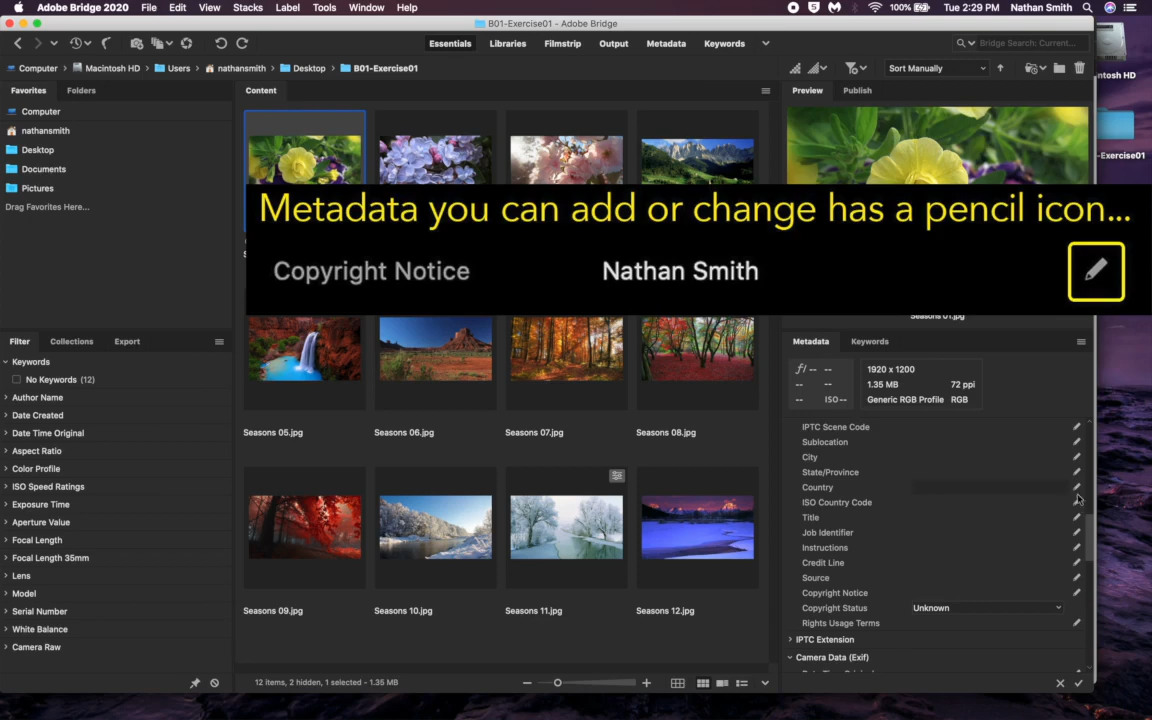 Adobe Bridge 2020 File Edit View Stacks Label Tools Window Help 100% Tue 2:29 PM Nathan Smith
B01-Exercise01 - Adobe Bridge
Essentials Libraries Filmstrip Output Metadata Keywords Bridge Search: Current...
Computer Macintosh HD Users nathansmith Desktop B01-Exercise01 Sort Manually
ntosh HD
-Exercise01
Favorites Folders
Computer
nathansmith
Desktop
Documents
Pictures
Drag Favorites Here...
Content
Preview Publish
Metadata you can add or change has a pencil icon...
Copyright Notice Nathan Smith
Seasons 01.jpg
Filter Collections Export
Keywords
No Keywords (12)
Author Name
Date Created
Date Time Original
Aspect Ratio
Color Profile
ISO Speed Ratings
Exposure Time
Aperture Value
Focal Length
Focal Length 35mm
Lens
Model
Serial Number
White Balance
Camera Raw
Seasons 05.jpg Seasons 06.jpg Seasons 07.jpg Seasons 08.jpg
Seasons 09.jpg Seasons 10.jpg Seasons 11.jpg Seasons 12.jpg
12 items, 2 hidden, 1 selected - 1.35 MB
Metadata Keywords
f/ -- --
-- --
-- ISO--
1920 x 1200
1.35 MB 72 ppi
Generic RGB Profile RGB
IPTC Scene Code
Sublocation
City
State/Province
Country
ISO Country Code
Title
Job Identifier
Instructions
Credit Line
Source
Copyright Notice
Copyright Status Unknown
Rights Usage Terms
IPTC Extension
Camera Data (Exif)